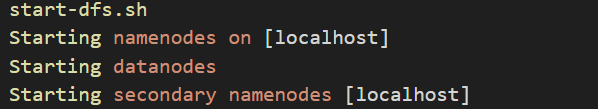 start-dfs.sh
Starting namenodes on [localhost]
Starting datanodes
Starting secondary namenodes [localhost]